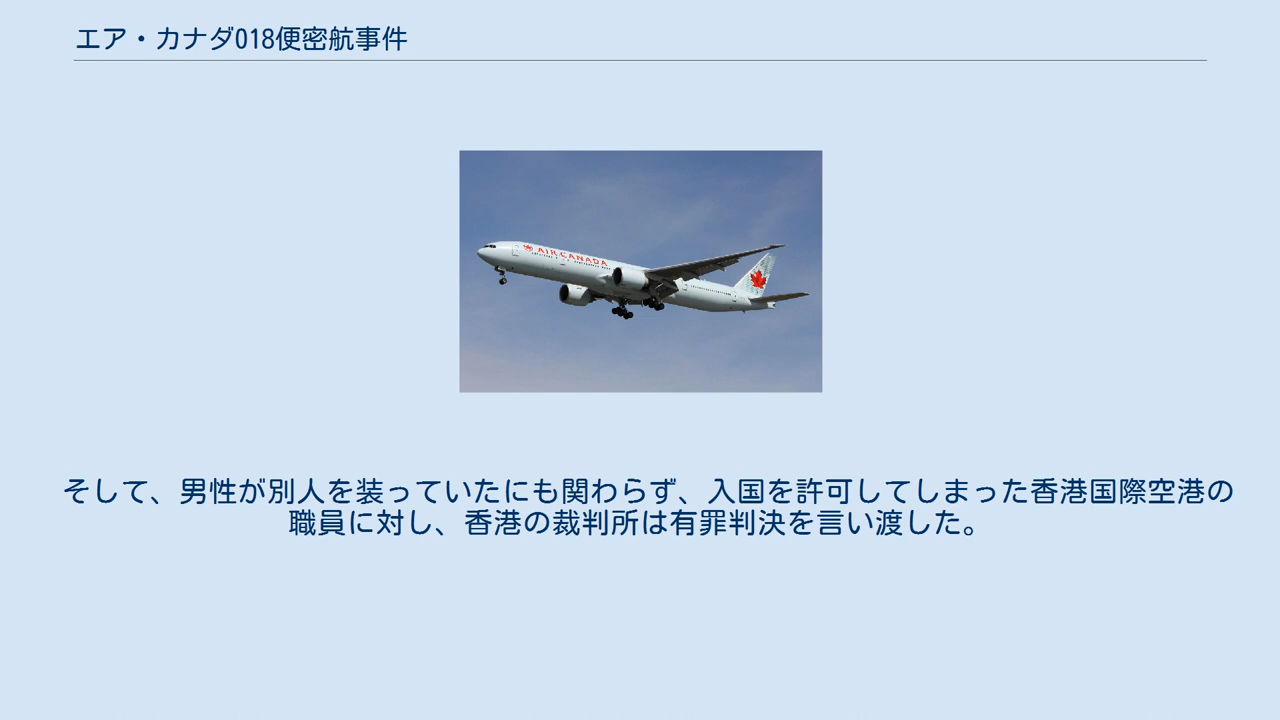 エア・カナダ018便密航事件
AIR CANADA
そして、男性が別人を装っていたにも関わらず、入国を許可してしまった香港国際空港の
職員に対し、香港の裁判所は有罪判決を言い渡した。